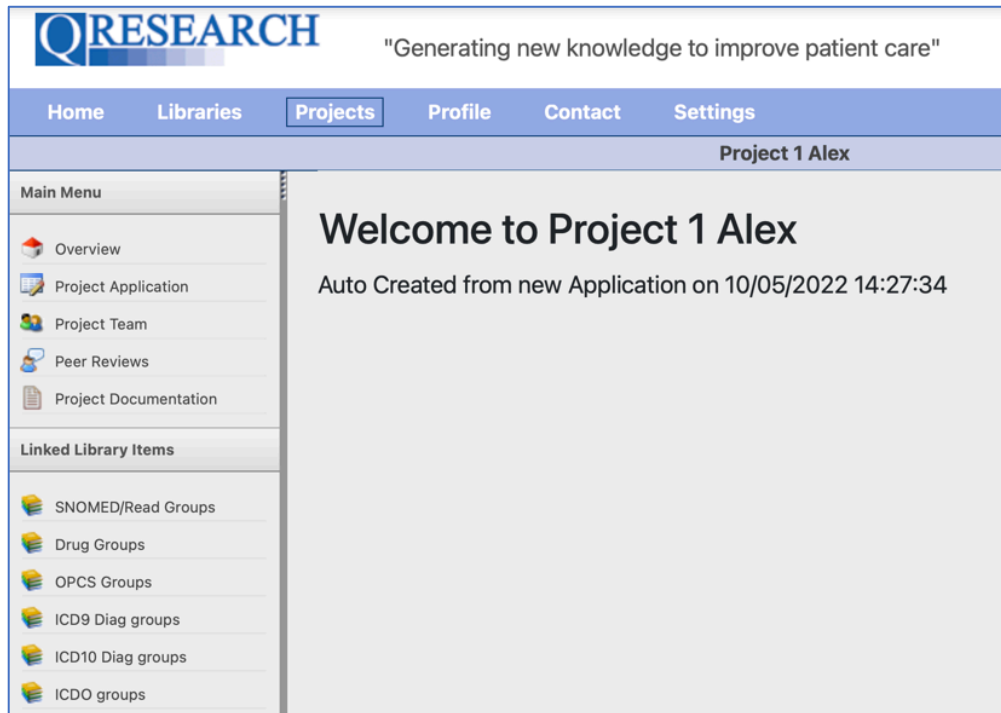 QRESEARCH
"Generating new knowledge to improve patient care"
Home Libraries Projects Profile Contact Settings
Project 1 Alex
Main Menu
Overview
Project Application
Project Team
Peer Reviews
Project Documentation
Linked Library Items
SNOMED/Read Groups
Drug Groups
OPCS Groups
ICD9 Diag groups
ICD10 Diag groups
ICDO groups
Welcome to Project 1 Alex
Auto Created from new Application on 10/05/2022 14:27:34